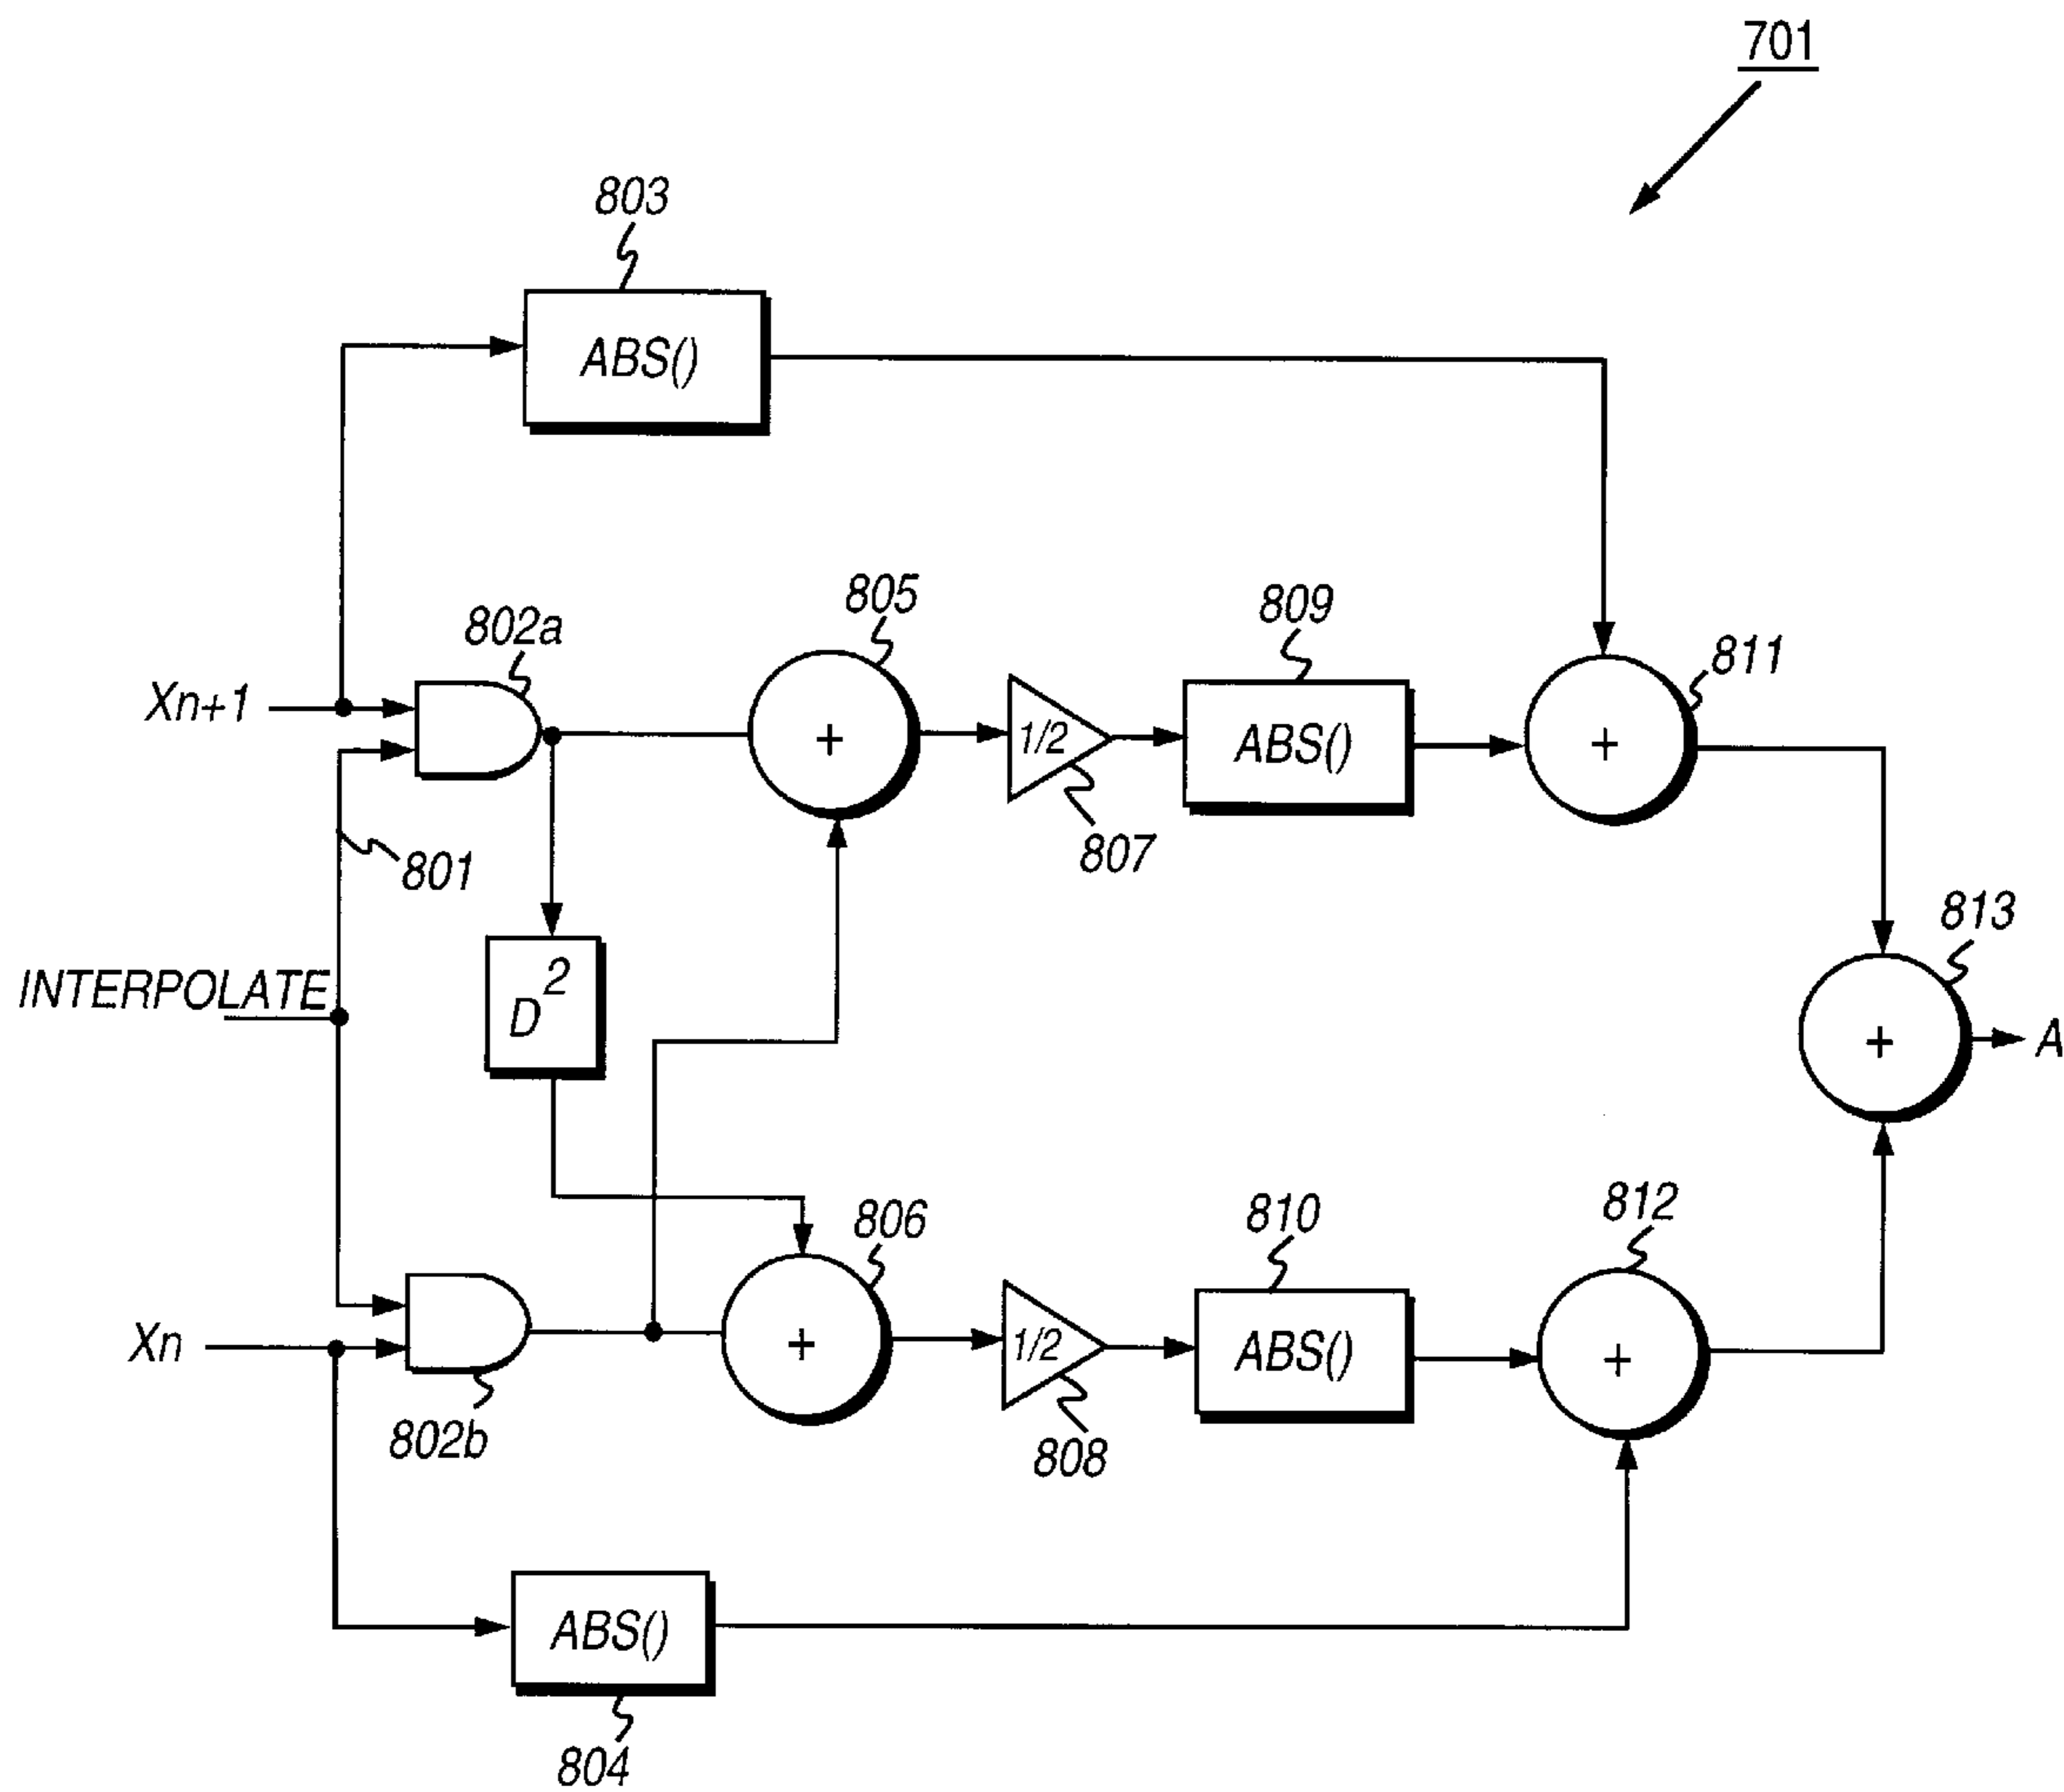 701
803
ABS()
802a
805
809
811
Xn+1
+
1/2
ABS()
+
807
801
813
INTERPOLATE
D²
+
A
806
810
812
Xn
+
1/2
ABS()
+
802b
808
ABS()
804